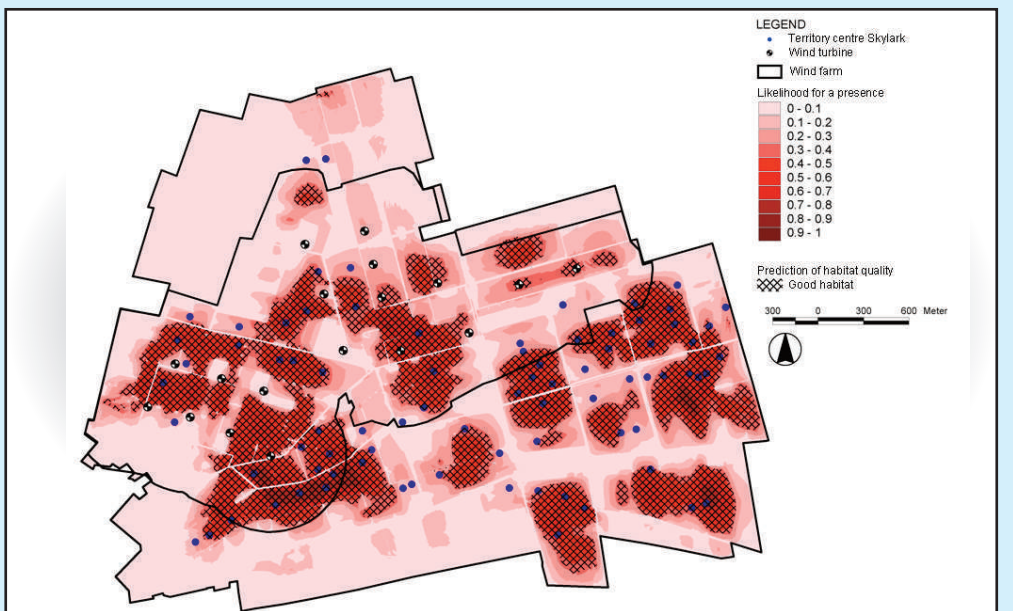 LEGEND
Territory centre Skylark
Wind turbine
Wind farm
Likelihood for a presence
0 - 0.1
0.1 - 0.2
0.2 - 0.3
0.3 - 0.4
0.4 - 0.5
0.5 - 0.6
0.6 - 0.7
0.7 - 0.8
0.8 - 0.9
0.9 - 1
Prediction of habitat quality
Good habitat
300 0 300 600 Meter